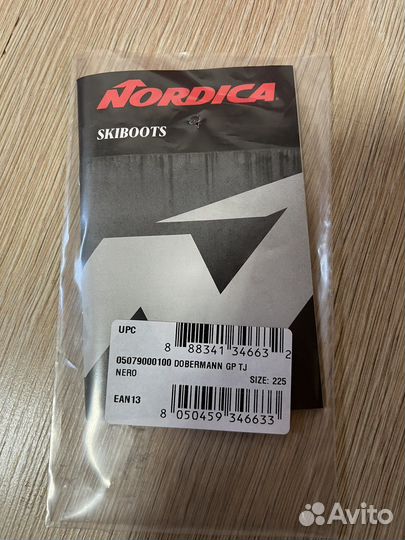 NORDICA
SKIBOOTS
UPC
8 88341 34663 2
05079000100 DOBERMANN GP TJ
NERO SIZE: 225
EAN13
8 050459 346633
Avito